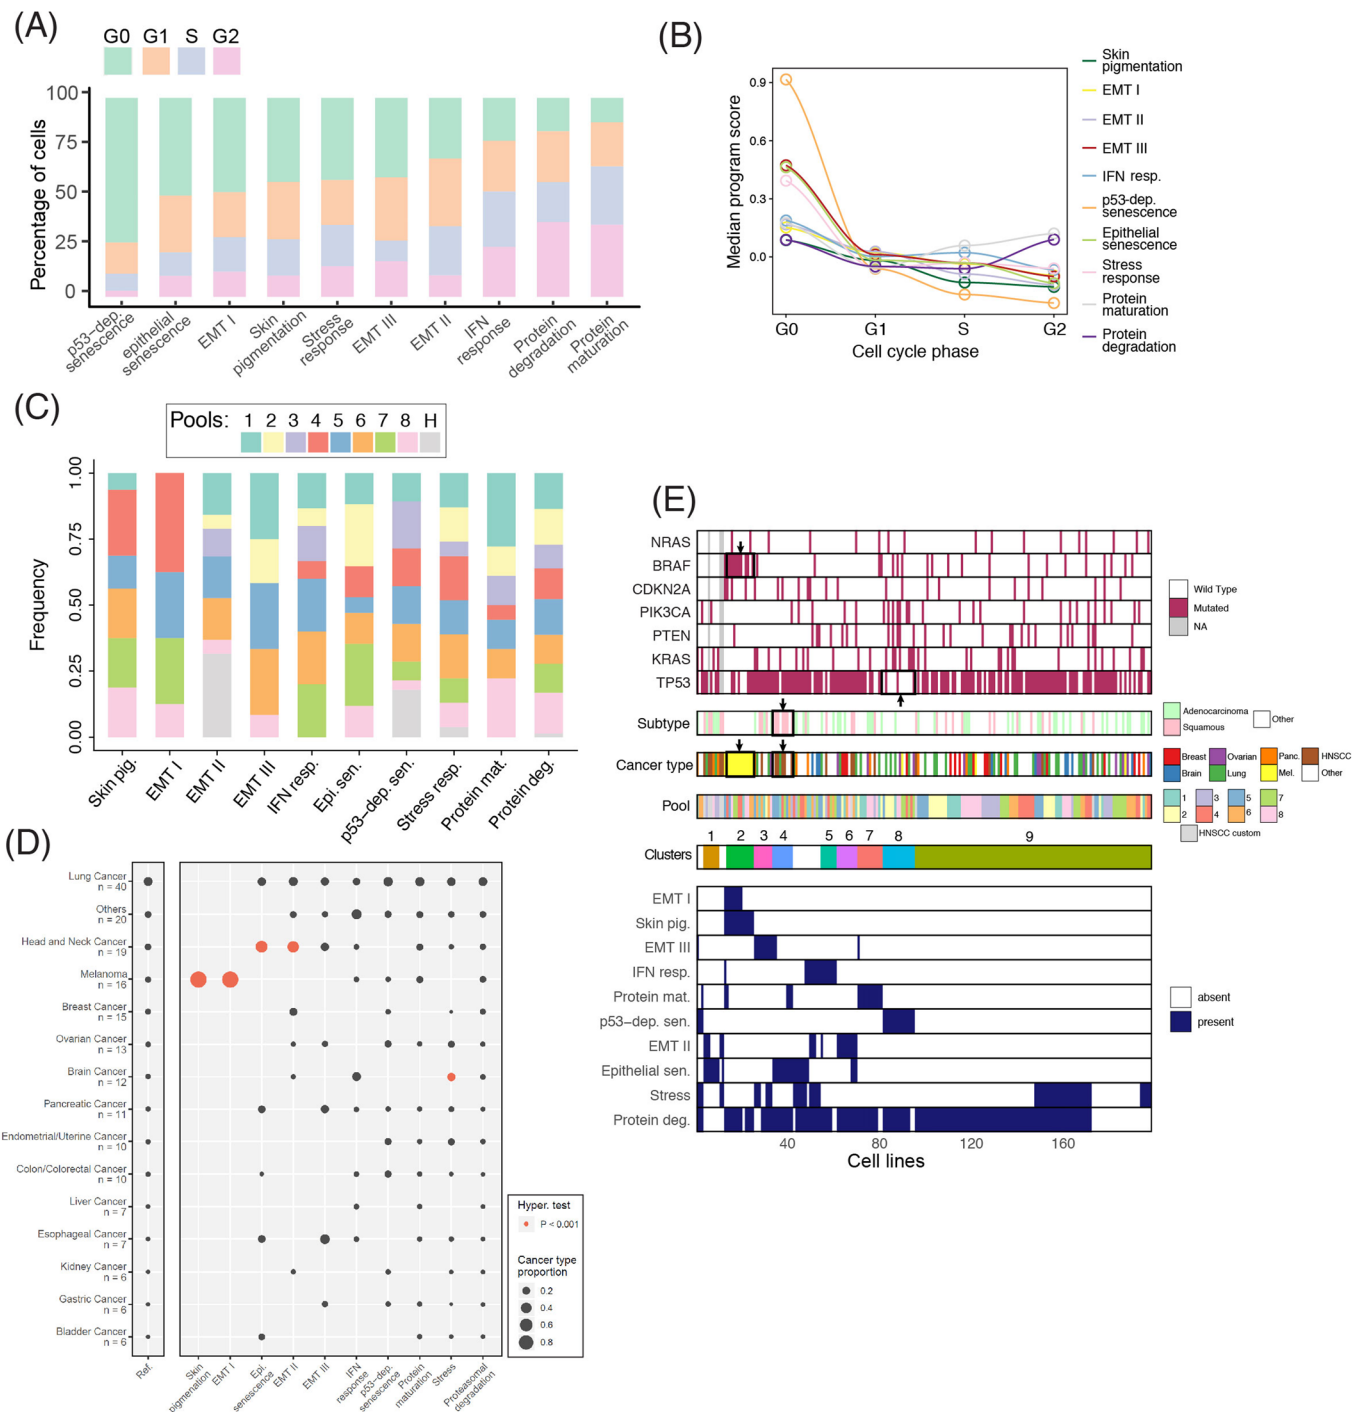 (A)
G0 G1 S G2
Percentage of cells
100
75
50
25
0
p53-dep. senescence
epithelial senescence
EMT I
Skin pigmentation
Stress response
EMT III
EMT II
IFN response
Protein degradation
Protein maturation
(B)
Median program score
0.9
0.6
0.3
0.0
G0 G1 S G2
Cell cycle phase
Skin pigmentation
EMT I
EMT II
EMT III
IFN resp.
p53-dep. senescence
Epithelial senescence
Stress response
Protein maturation
Protein degradation
(C)
Pools: 1 2 3 4 5 6 7 8 H
Frequency
1.00
0.75
0.50
0.25
0.00
Skin pig.
EMT I
EMT II
EMT III
IFN resp.
Epi. sen.
p53-dep. sen.
Stress resp.
Protein mat.
Protein deg.
(D)
Lung Cancer
n = 40
Others
n = 20
Head and Neck Cancer
n = 19
Melanoma
n = 16
Breast Cancer
n = 15
Ovarian Cancer
n = 13
Brain Cancer
n = 12
Pancreatic Cancer
n = 11
Endometrial/Uterine Cancer
n = 10
Colon/Colorectal Cancer
n = 10
Liver Cancer
n = 7
Esophageal Cancer
n = 7
Kidney Cancer
n = 6
Gastric Cancer
n = 6
Bladder Cancer
n = 6
Ref.
Skin pigmenation
EMT I
Epi. senescence
EMT II
EMT III
IFN response
p53-dep. senescence
Protein maturation
Stress
Proteasomal degradation
Hyper. test
P < 0.001
Cancer type
proportion
0.2
0.4
0.6
0.8
(E)
NRAS
BRAF
CDKN2A
PIK3CA
PTEN
KRAS
TP53
Wild Type
Mutated
NA
Subtype
Adenocarcinoma
Squamous
Other
Cancer type
Breast Ovarian Panc. HNSCC
Brain Lung Mel. Other
Pool
1 3 5 7
2 4 6 8
HNSCC custom
Clusters
1 2 3 4 5 6 7 8 9
EMT I
Skin pig.
EMT III
IFN resp.
Protein mat.
p53-dep. sen.
EMT II
Epithelial sen.
Stress
Protein deg.
absent
present
40 80 120 160
Cell lines